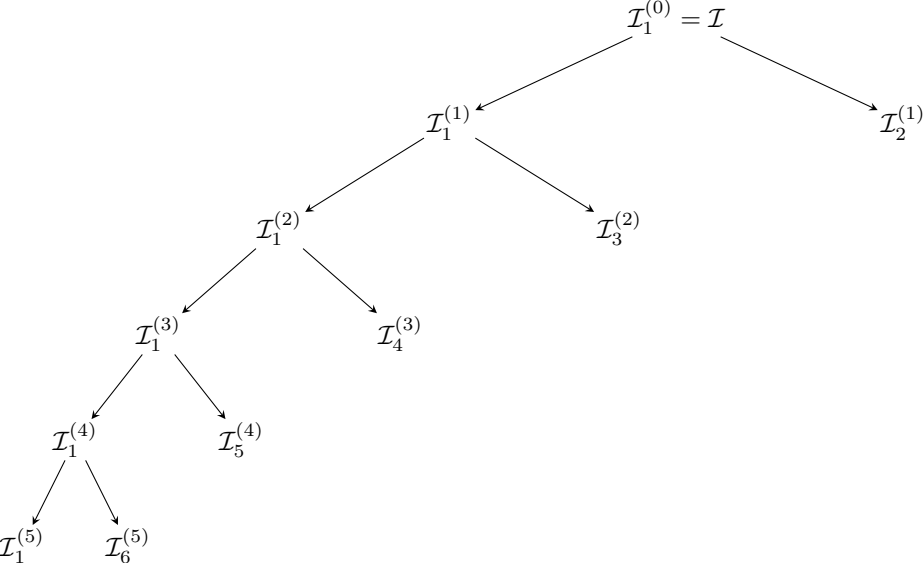 $\mathcal{I}_1^{(0)} = \mathcal{I}$
$\mathcal{I}_1^{(1)}$ $\mathcal{I}_2^{(1)}$
$\mathcal{I}_1^{(2)}$ $\mathcal{I}_3^{(2)}$
$\mathcal{I}_1^{(3)}$ $\mathcal{I}_4^{(3)}$
$\mathcal{I}_1^{(4)}$ $\mathcal{I}_5^{(4)}$
$\mathcal{I}_1^{(5)}$ $\mathcal{I}_6^{(5)}$